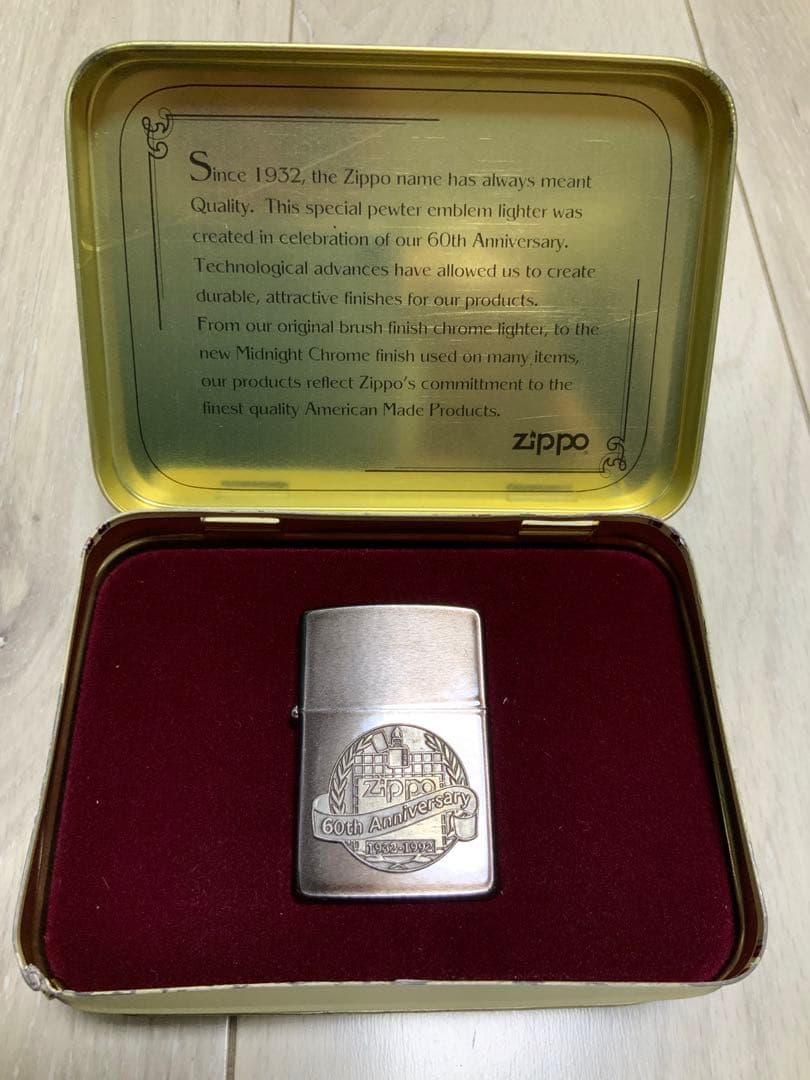 Since 1932, the Zippo name has always meant
Quality. This special pewter emblem lighter was
created in celebration of our 60th Anniversary.
Technological advances have allowed us to create
durable, attractive finishes for our products.
From our original brush finish chrome lighter, to the
new Midnight Chrome finish used on many items,
our products reflect Zippo's committment to the
finest quality American Made Products.
zippo
zippo
60th Anniversary
1932-1992